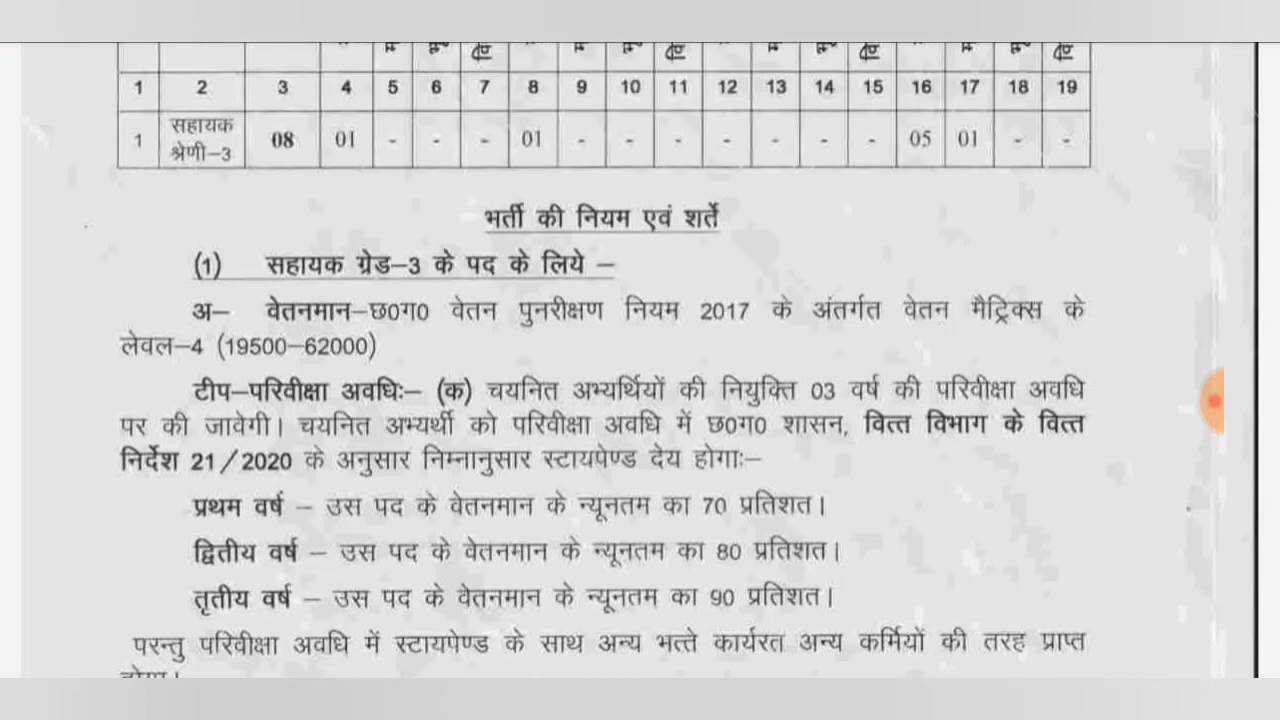 1 2 3 4 5 6 7 8 9 10 11 12 13 14 15 16 17 18 19
1 सहायक श्रेणी-3 08 01 - - - 01 - - - - - - - 05 01 - -
भर्ती की नियम एवं शर्ते
(1) सहायक ग्रेड-3 के पद के लिये -
अ- वेतनमान-छ0ग0 वेतन पुनरीक्षण नियम 2017 के अंतर्गत वेतन मैट्रिक्स के
लेवल-4 (19500-62000)
टीप-परिवीक्षा अवधिः- (क) चयनित अभ्यर्थियों की नियुक्ति 03 वर्ष की परिवीक्षा अवधि
पर की जावेगी। चयनित अभ्यर्थी को परिवीक्षा अवधि में छ0ग0 शासन, वित्त विभाग के वित्त
निर्देश 21/2020 के अनुसार निम्नानुसार स्टायपेण्ड देय होगाः-
प्रथम वर्ष - उस पद के वेतनमान के न्यूनतम का 70 प्रतिशत।
द्वितीय वर्ष - उस पद के वेतनमान के न्यूनतम का 80 प्रतिशत।
तृतीय वर्ष - उस पद के वेतनमान के न्यूनतम का 90 प्रतिशत।
परन्तु परिवीक्षा अवधि में स्टायपेण्ड के साथ अन्य भत्ते कार्यरत अन्य कर्मियों की तरह प्राप्त